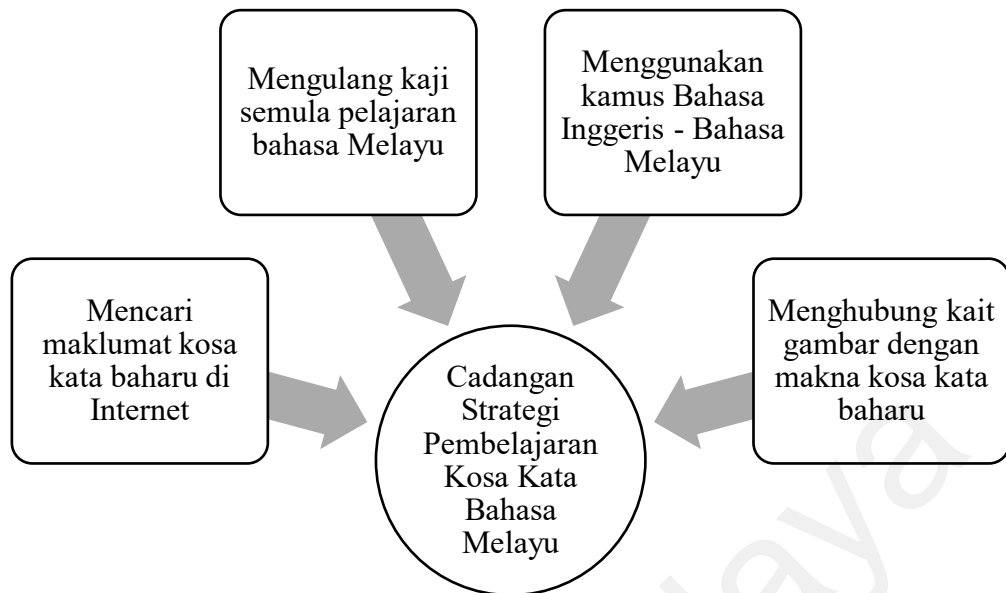 Mengulang kaji
semula pelajaran
bahasa Melayu
Menggunakan
kamus Bahasa
Inggeris - Bahasa
Melayu
Mencari
maklumat kosa
kata baharu di
Internet
Menghubung kait
gambar dengan
makna kosa kata
baharu
Cadangan
Strategi
Pembelajaran
Kosa Kata
Bahasa
Melayu